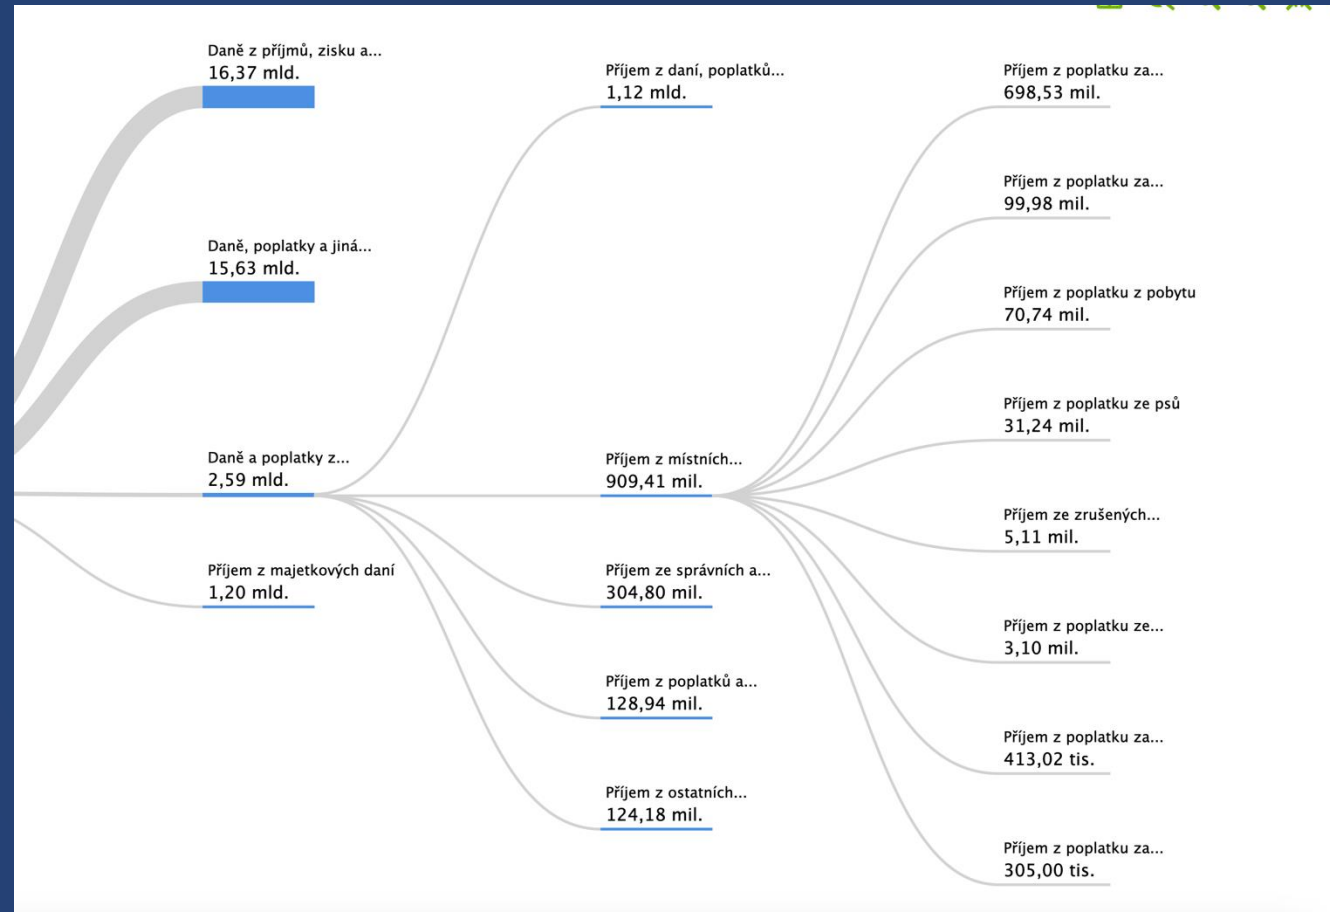 Daně z příjmů, zisku a...
16,37 mld.
Daně, poplatky a jiná...
15,63 mld.
Daně a poplatky z...
2,59 mld.
Příjem z majetkových daní
1,20 mld.
Příjem z daní, poplatků...
1,12 mld.
Příjem z místních...
909,41 mil.
Příjem ze správních a...
304,80 mil.
Příjem z poplatků a...
128,94 mil.
Příjem z ostatních...
124,18 mil.
Příjem z poplatku za...
698,53 mil.
Příjem z poplatku za...
99,98 mil.
Příjem z poplatku z pobytu
70,74 mil.
Příjem z poplatku ze psů
31,24 mil.
Příjem ze zrušených...
5,11 mil.
Příjem z poplatku ze...
3,10 mil.
Příjem z poplatku za...
413,02 tis.
Příjem z poplatku za...
305,00 tis.